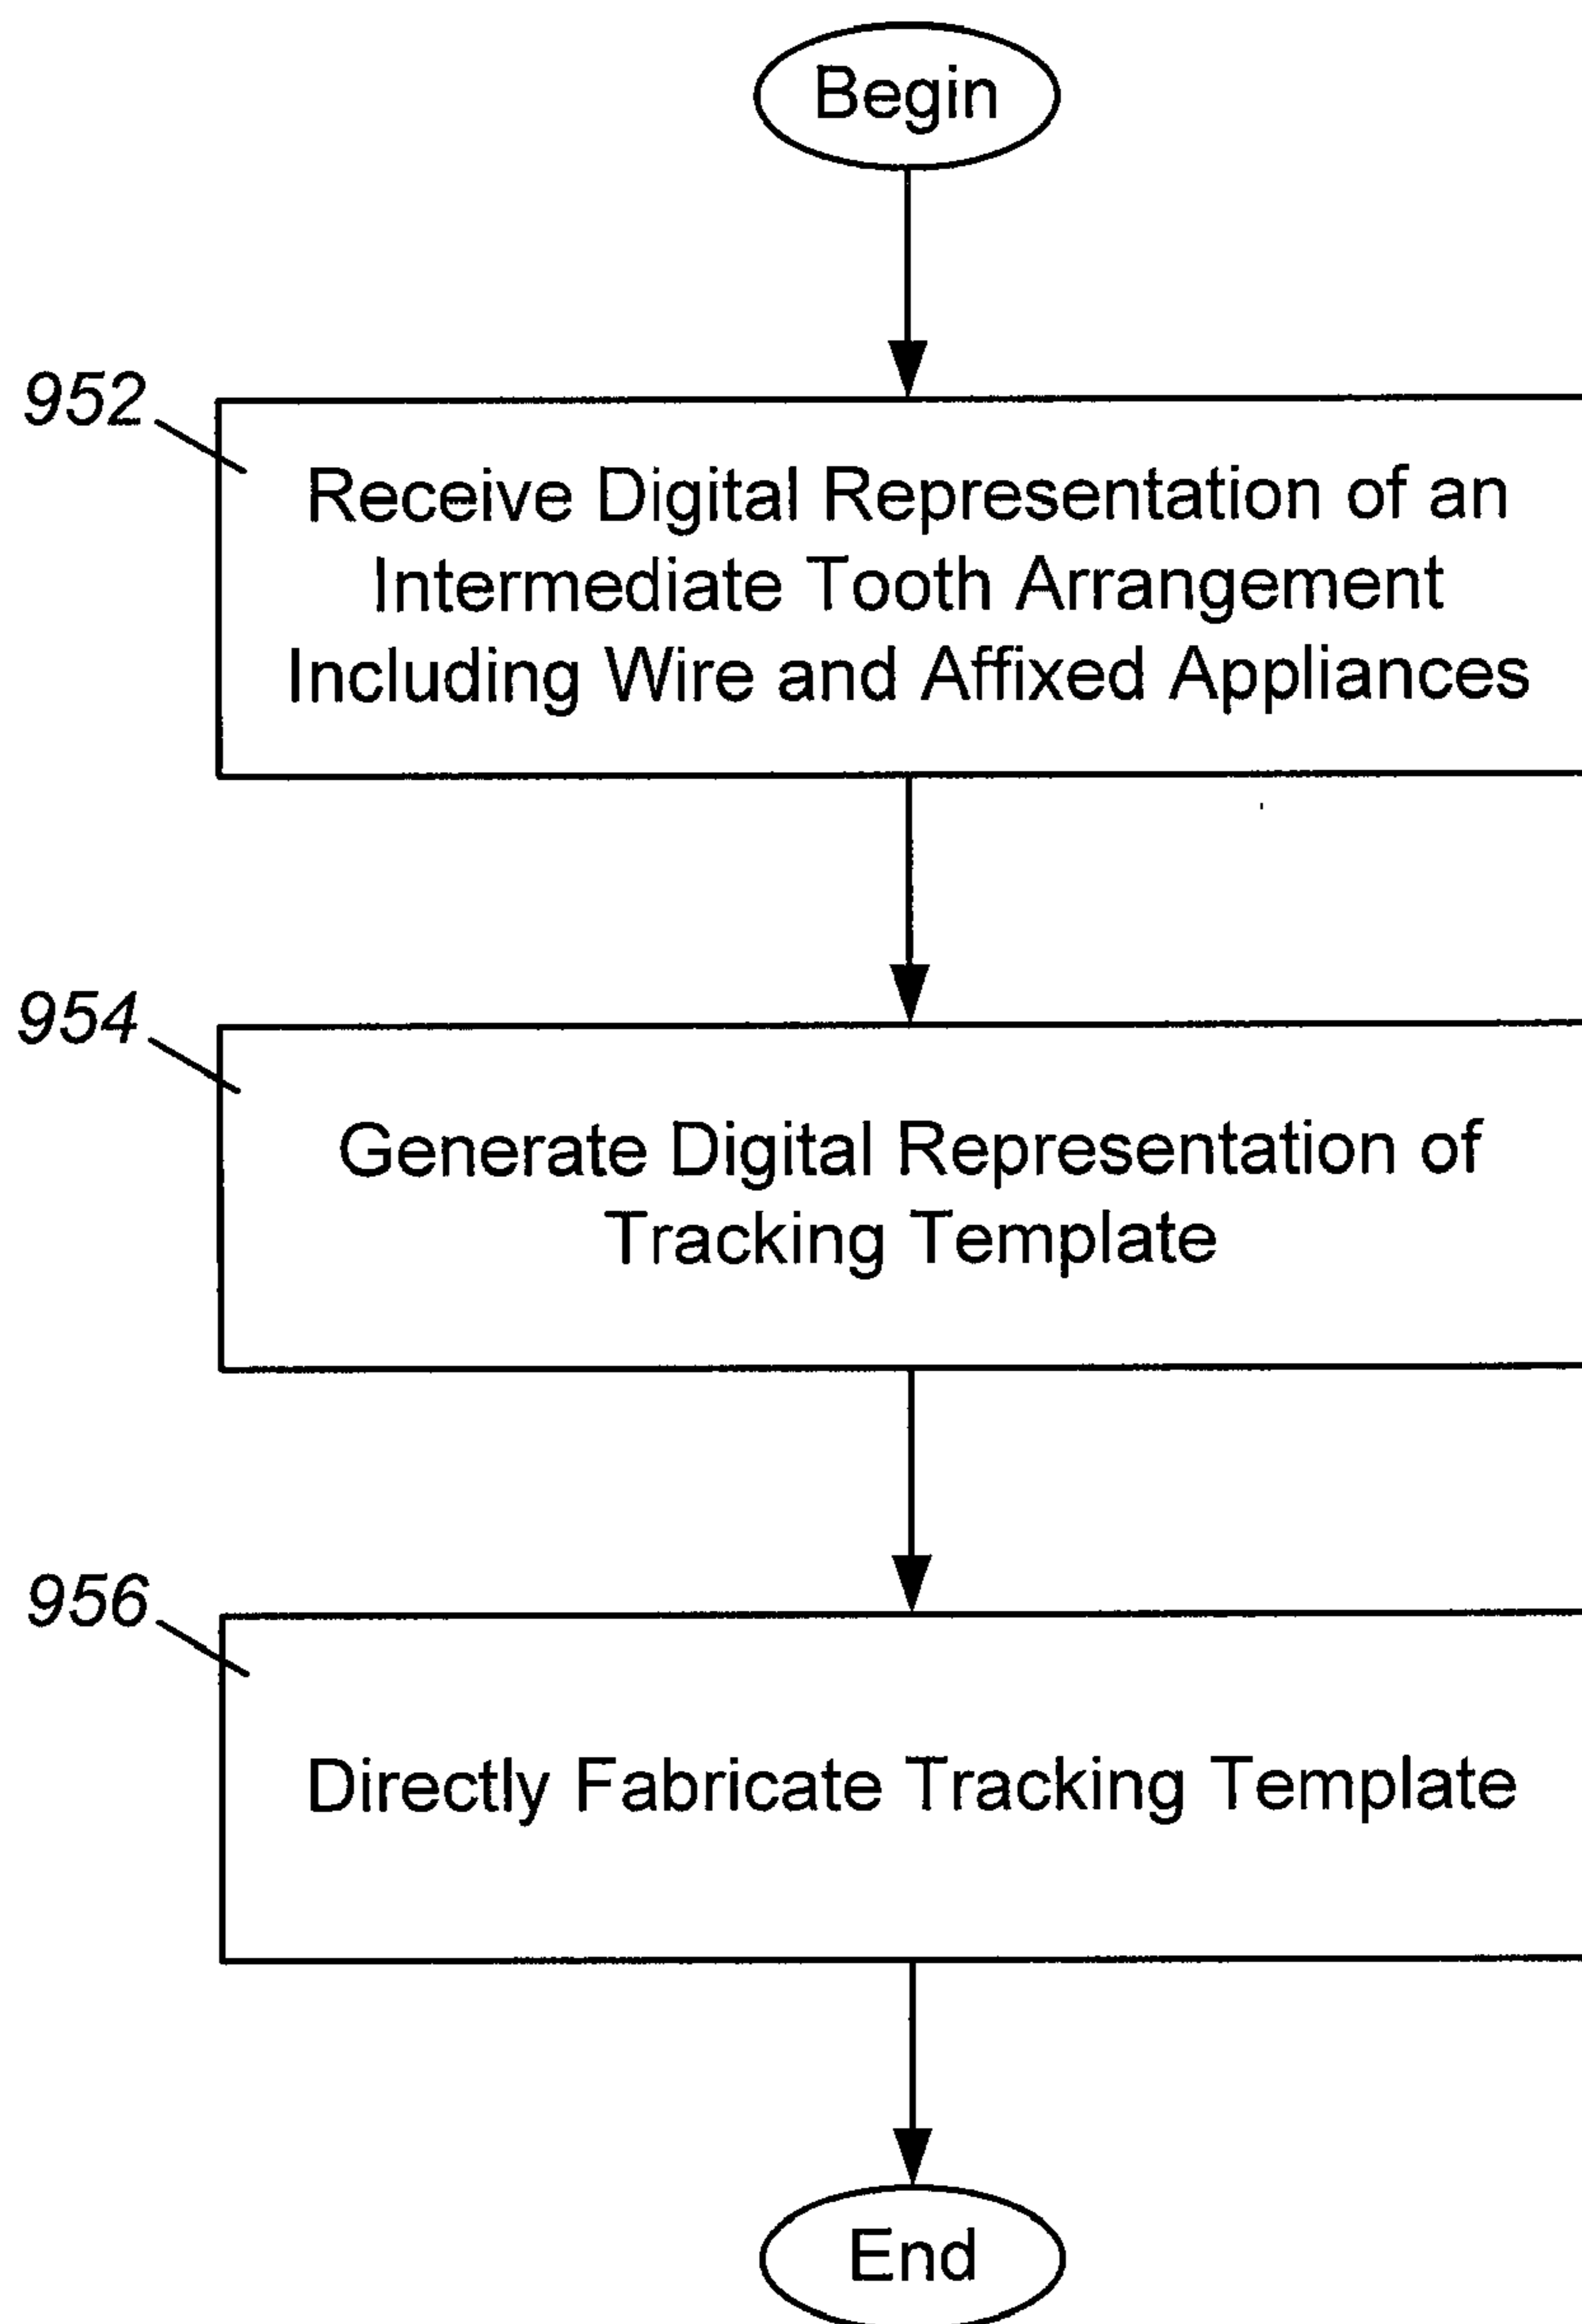 Begin
952
Receive Digital Representation of an
Intermediate Tooth Arrangement
Including Wire and Affixed Appliances
954
Generate Digital Representation of
Tracking Template
956
Directly Fabricate Tracking Template
End